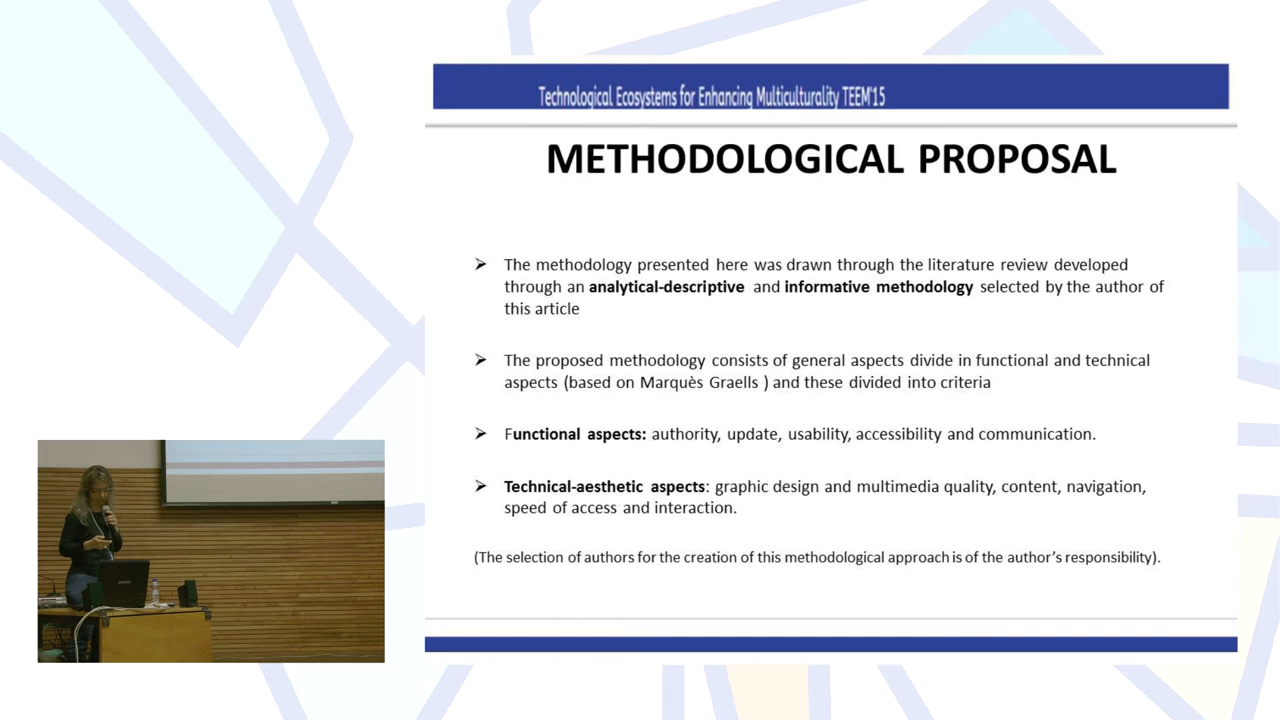 Technological Ecosystems for Enhancing Multiculturality TEEM'15
METHODOLOGICAL PROPOSAL
➢ The methodology presented here was drawn through the literature review developed
through an analytical-descriptive and informative methodology selected by the author of
this article
➢ The proposed methodology consists of general aspects divide in functional and technical
aspects (based on Marquès Graells ) and these divided into criteria
➢ Functional aspects: authority, update, usability, accessibility and communication.
➢ Technical-aesthetic aspects: graphic design and multimedia quality, content, navigation,
speed of access and interaction.
(The selection of authors for the creation of this methodological approach is of the author's responsibility).